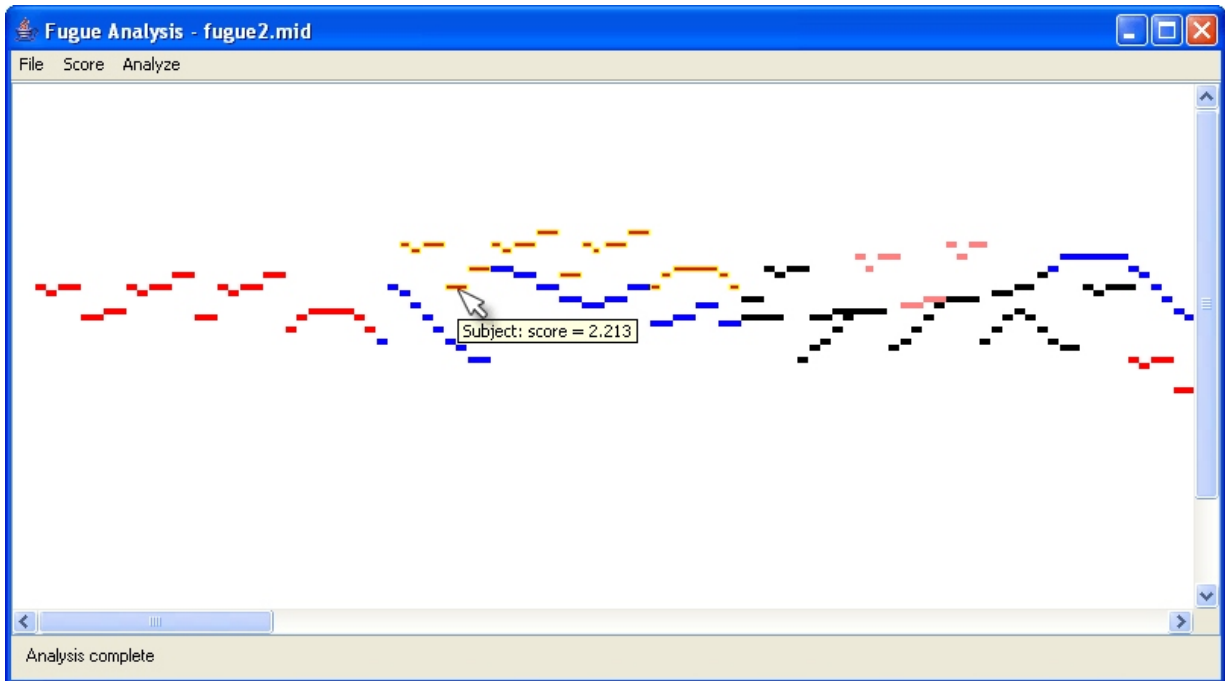 Fugue Analysis - fugue2.mid
File Score Analyze
Subject: score = 2.213
Analysis complete